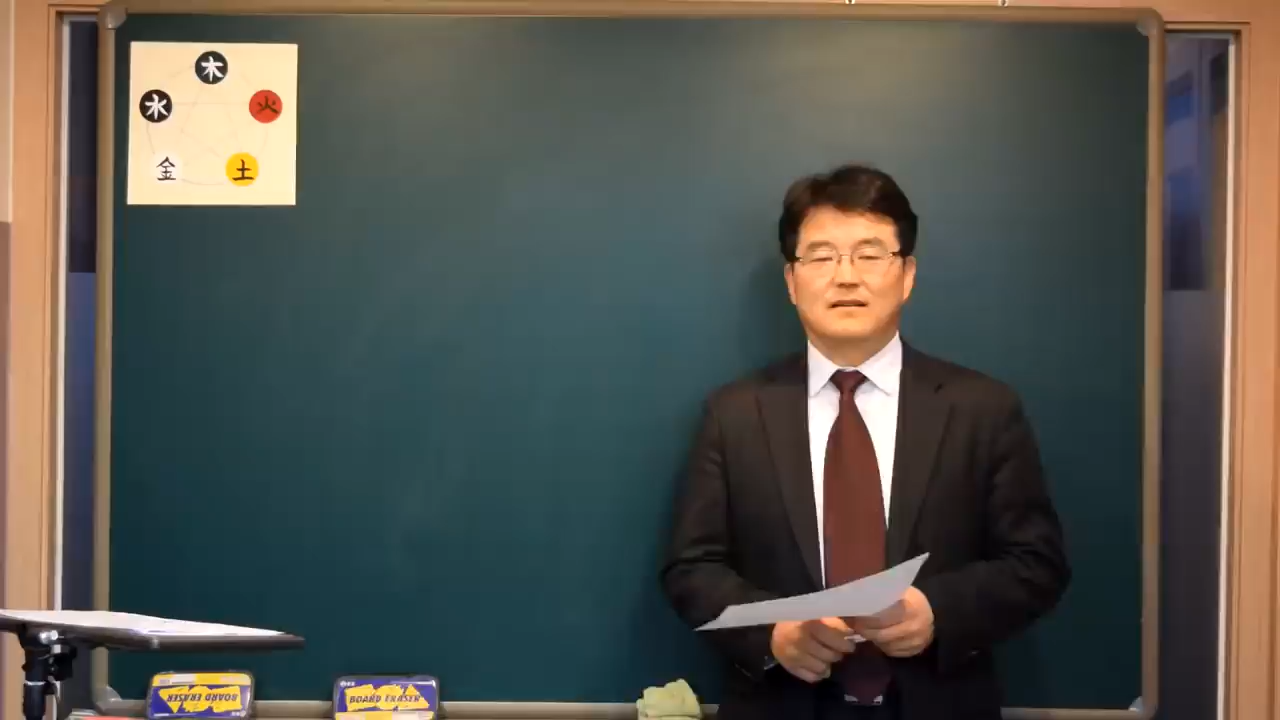 木
水 火
金 土
BOARD ERASER
BOARD ERASER